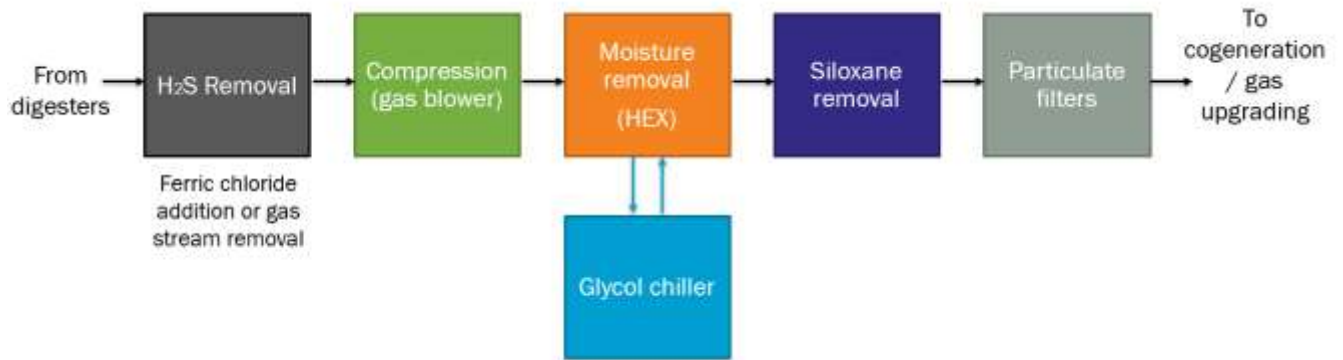 From
digesters
H₂S Removal
Ferric chloride
addition or gas
stream removal
Compression
(gas blower)
Moisture
removal
(HEX)
Glycol chiller
Siloxane
removal
Particulate
filters
To
cogeneration
/ gas
upgrading